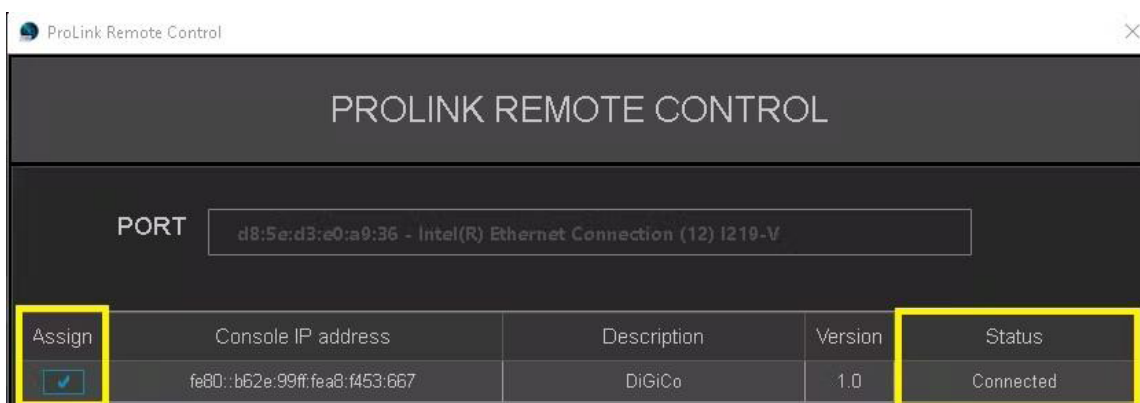 ProLink Remote Control
PROLINK REMOTE CONTROL
PORT d8:5e:d3:e0:a9:36 - Intel(R) Ethernet Connection (12) I219-V
Assign Console IP address Description Version Status
fe80::b62e:99ff:fea8:f453:667 DiGiCo 1.0 Connected